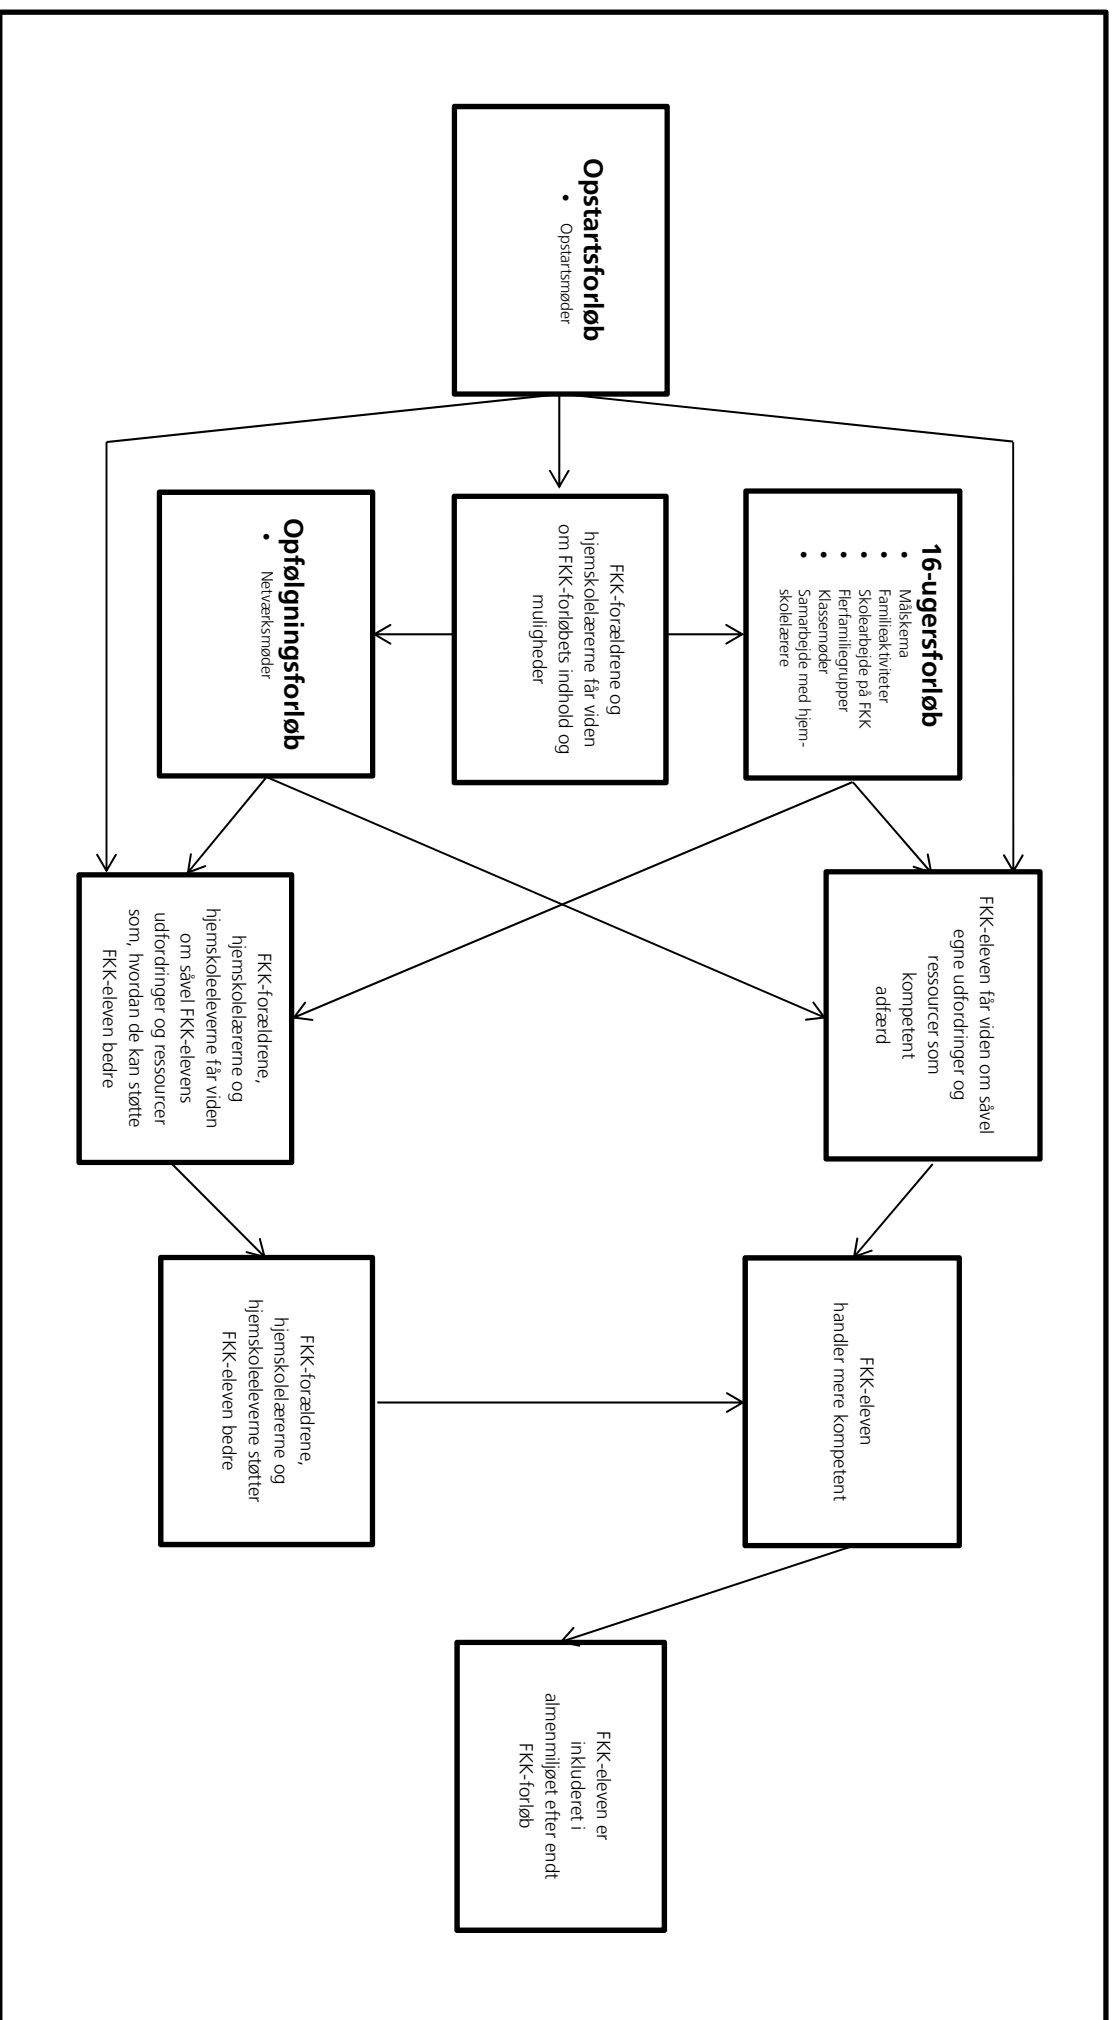 Opstartsforløb
• Opstartsmøder
16-ugersforløb
• Målskema
• Familieaktiviteter
• Skolearbejde på FKK
• Flerfamiliegrupper
• Klassemøder
• Samarbejde med hjem-
skolelærere
FKK-forældrene og
hjemskolelærerne får viden
om FKK-forløbets indhold og
muligheder
Opfølgningsforløb
• Netværksmøder
FKK-eleven får viden om såvel
egne udfordringer og
ressourcer som
kompetent
adfærd
FKK-forældrene,
hjemskolelærerne og
hjemskoleeleverne får viden
om såvel FKK-elevens
udfordringer og ressourcer
som, hvordan de kan støtte
FKK-eleven bedre
FKK-eleven
handler mere kompetent
FKK-forældrene,
hjemskolelærerne og
hjemskoleeleverne støtter
FKK-eleven bedre
FKK-eleven er
inkluderet i
almenmiljøet efter endt
FKK-forløb